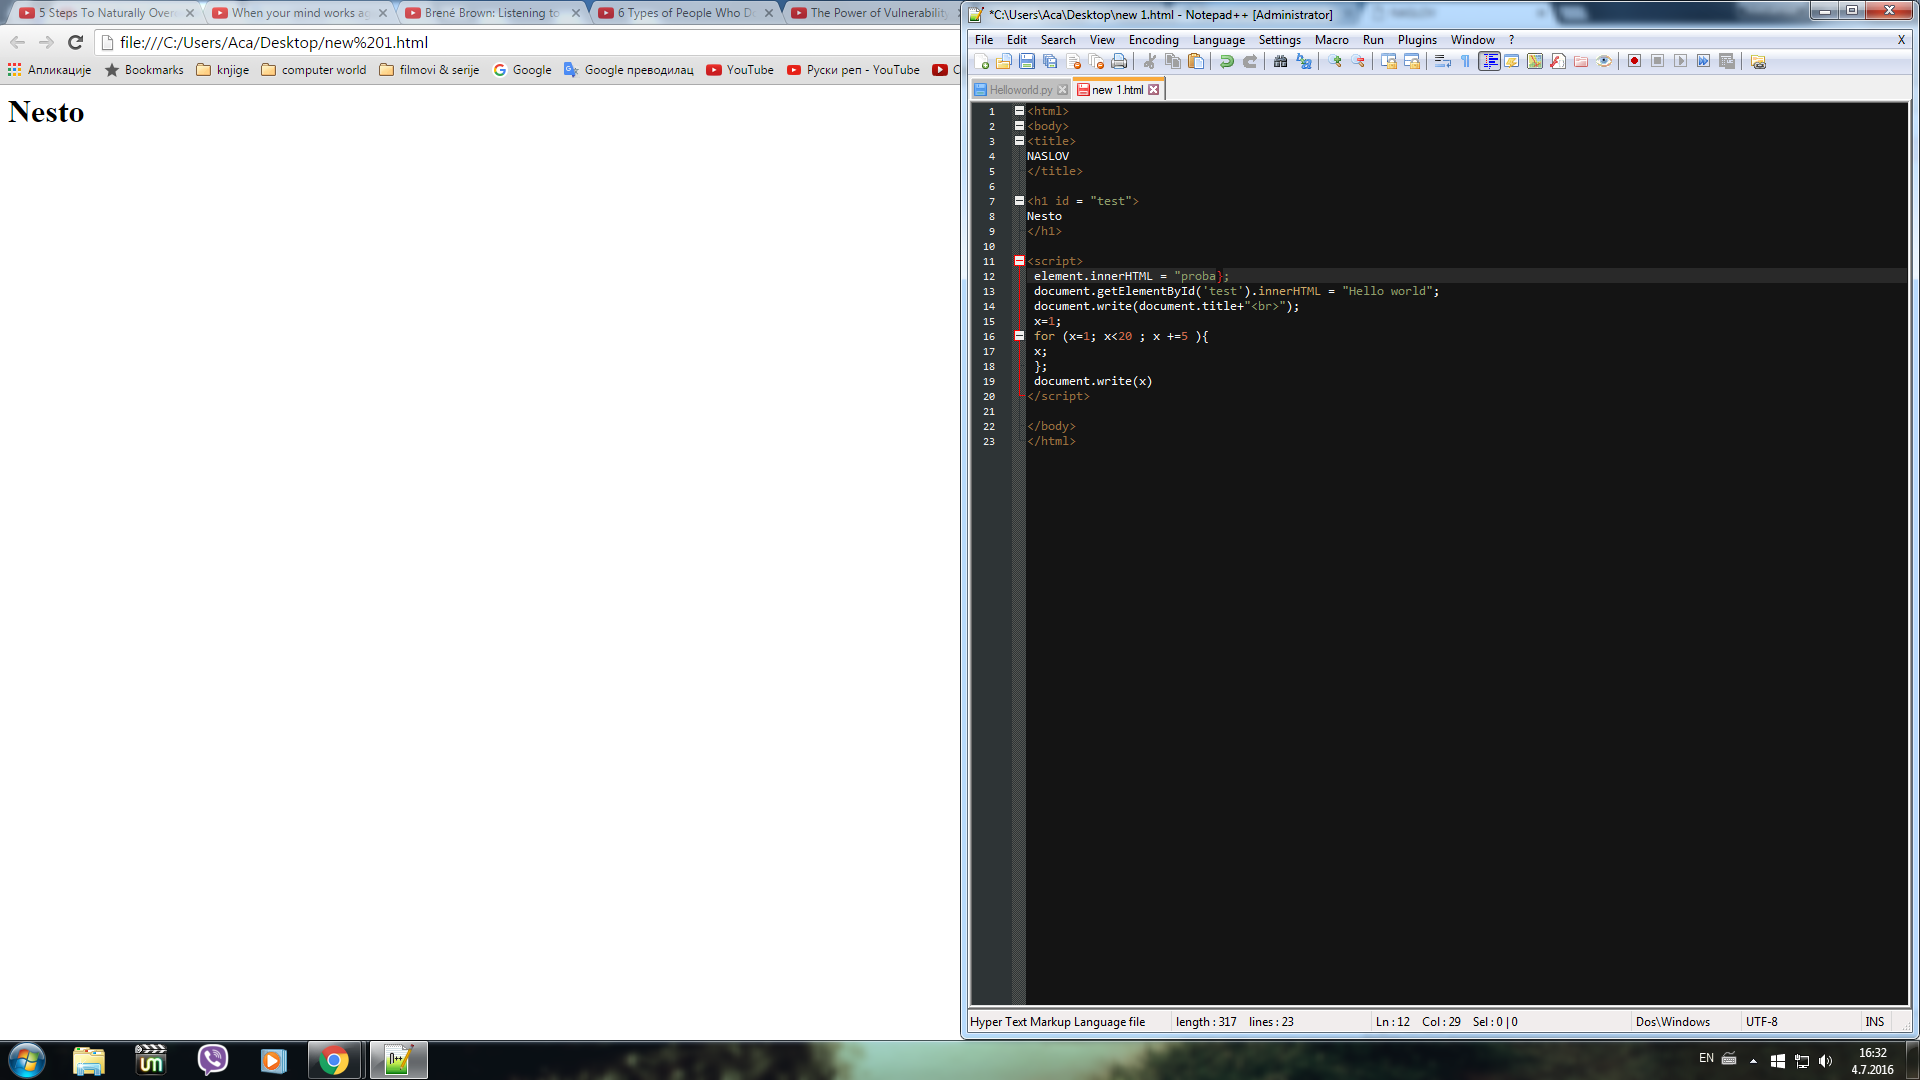 5 Steps To Naturally Over
When your mind works ag
Brené Brown: Listening to
6 Types of People Who D
The Power of Vulnerability
file:///C:/Users/Aca/Desktop/new%201.html
Апликације
Bookmarks
knjige
computer world
filmovi & serije
Google
Google преводилац
YouTube
Руски реп - YouTube
Nesto
*C:\Users\Aca\Desktop\new 1.html - Notepad++ [Administrator]
File Edit Search View Encoding Language Settings Macro Run Plugins Window ? X
Helloworld.py
new 1.html
1 <html>
2 <body>
3 <title>
4 NASLOV
5 </title>
6
7 <h1 id = "test">
8 Nesto
9 </h1>
10
11 <script>
12 element.innerHTML = "proba};
13 document.getElementById('test').innerHTML = "Hello world";
14 document.write(document.title+"<br>");
15 x=1;
16 for (x=1; x<20 ; x +=5 ){
17 x;
18 };
19 document.write(x)
20 </script>
21
22 </body>
23 </html>
Hyper Text Markup Language file length : 317 lines : 23 Ln : 12 Col : 29 Sel : 0 | 0 Dos\Windows UTF-8 INS
EN
16:32
4.7.2016